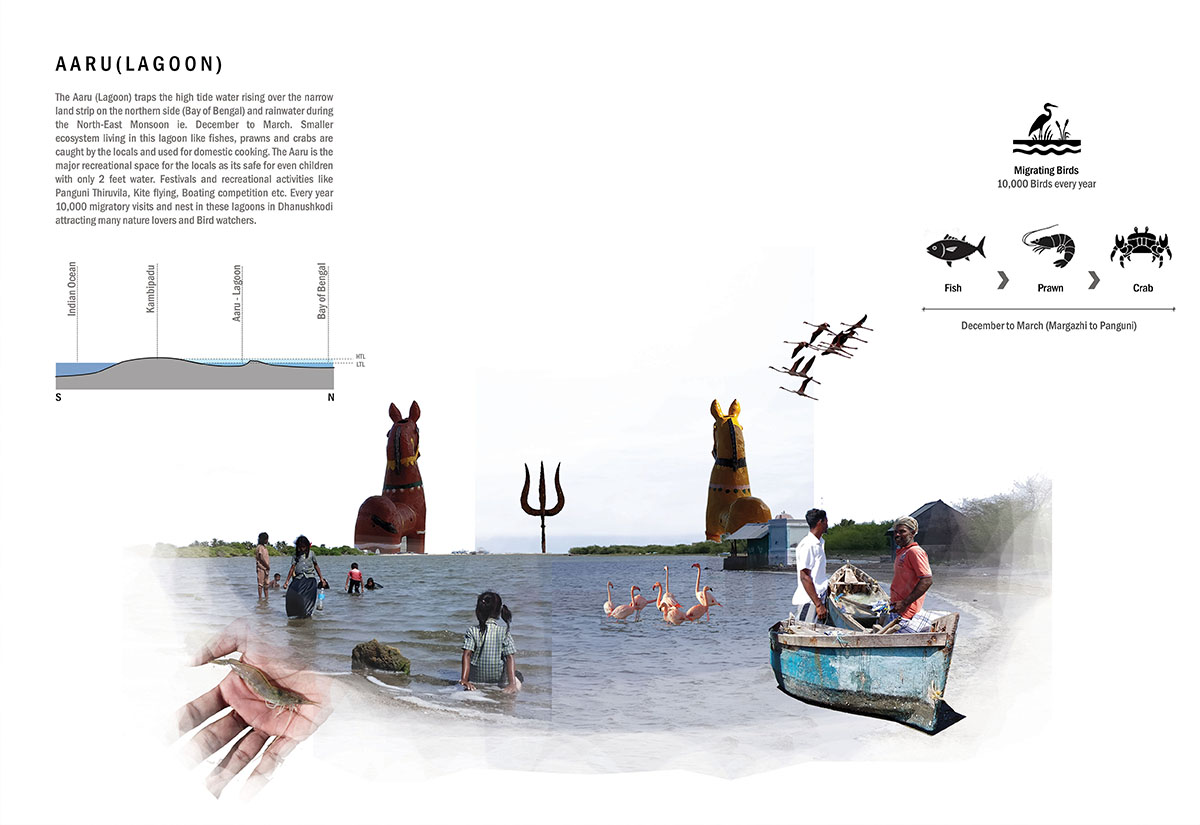 AARU(LAGOON)
The Aaru (Lagoon) traps the high tide water rising over the narrow
land strip on the northern side (Bay of Bengal) and rainwater during
the North-East Monsoon ie. December to March. Smaller
ecosystem living in this lagoon like fishes, prawns and crabs are
caught by the locals and used for domestic cooking. The Aaru is the
major recreational space for the locals as its safe for even children
with only 2 feet water. Festivals and recreational activities like
Panguni Thiruvila, Kite flying, Boating competition etc. Every year
10,000 migratory visits and nest in these lagoons in Dhanushkodi
attracting many nature lovers and Bird watchers.
Indian Ocean
Kambipadu
Aaru - Lagoon
Bay of Bengal
HTL
LTL
S
N
Migrating Birds
10,000 Birds every year
Fish
Prawn
Crab
December to March (Margazhi to Panguni)